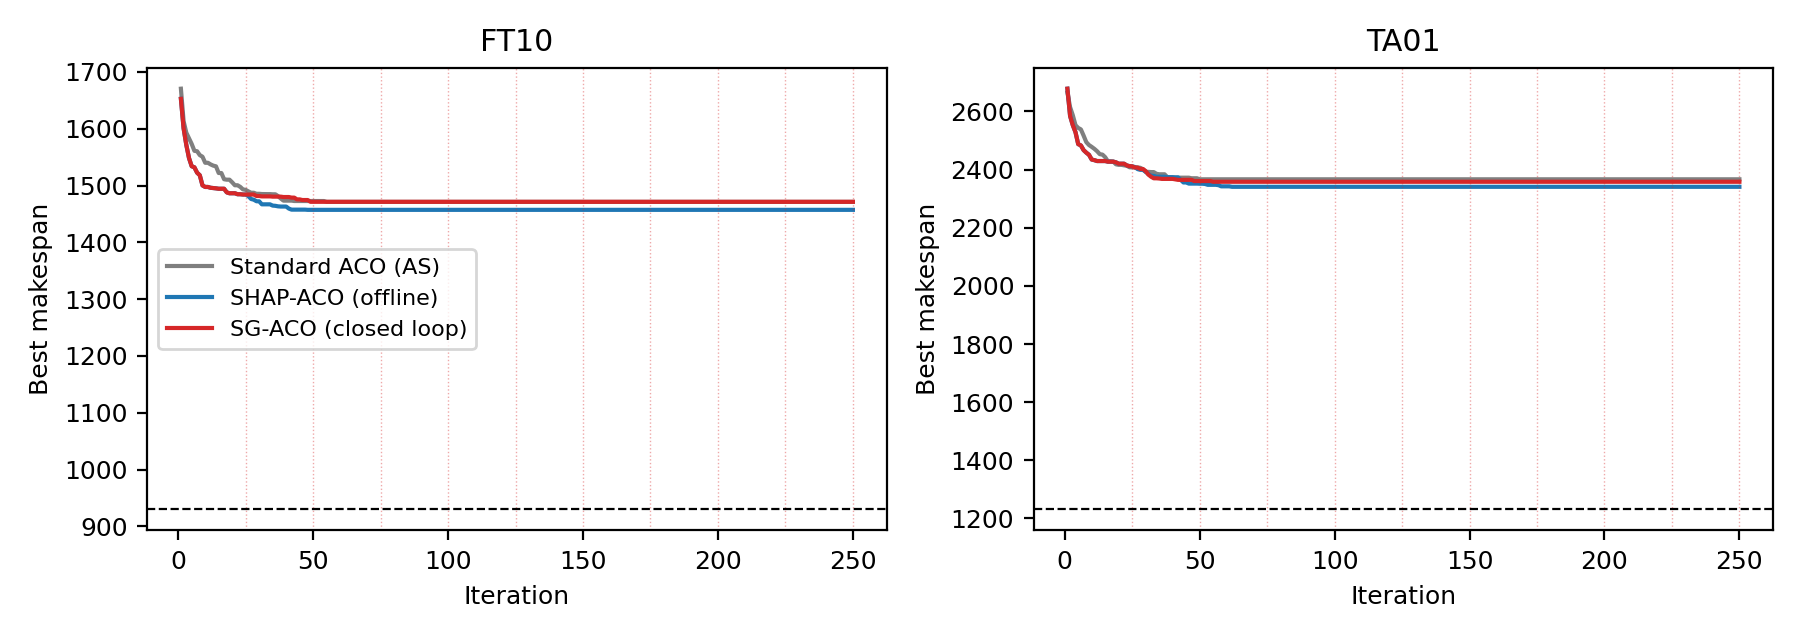 FT10
1700
1600
1500
1400
1300
1200
1100
1000
900
Best makespan
Standard ACO (AS)
SHAP-ACO (offline)
SG-ACO (closed loop)
0 50 100 150 200 250
Iteration
TA01
2600
2400
2200
2000
1800
1600
1400
1200
Best makespan
0 50 100 150 200 250
Iteration